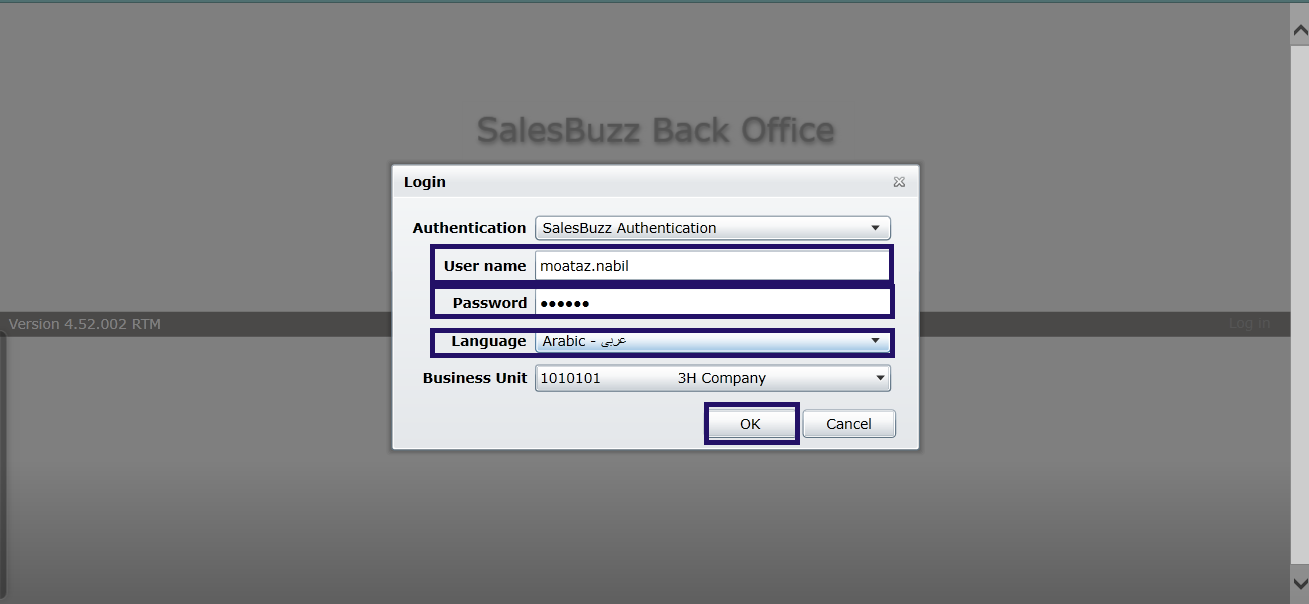 SalesBuzz Back Office
Login
Authentication SalesBuzz Authentication
User name moataz.nabil
Password ●●●●●●
Version 4.52.002 RTM Log in
Language Arabic - عربى
Business Unit 1010101 3H Company
OK Cancel